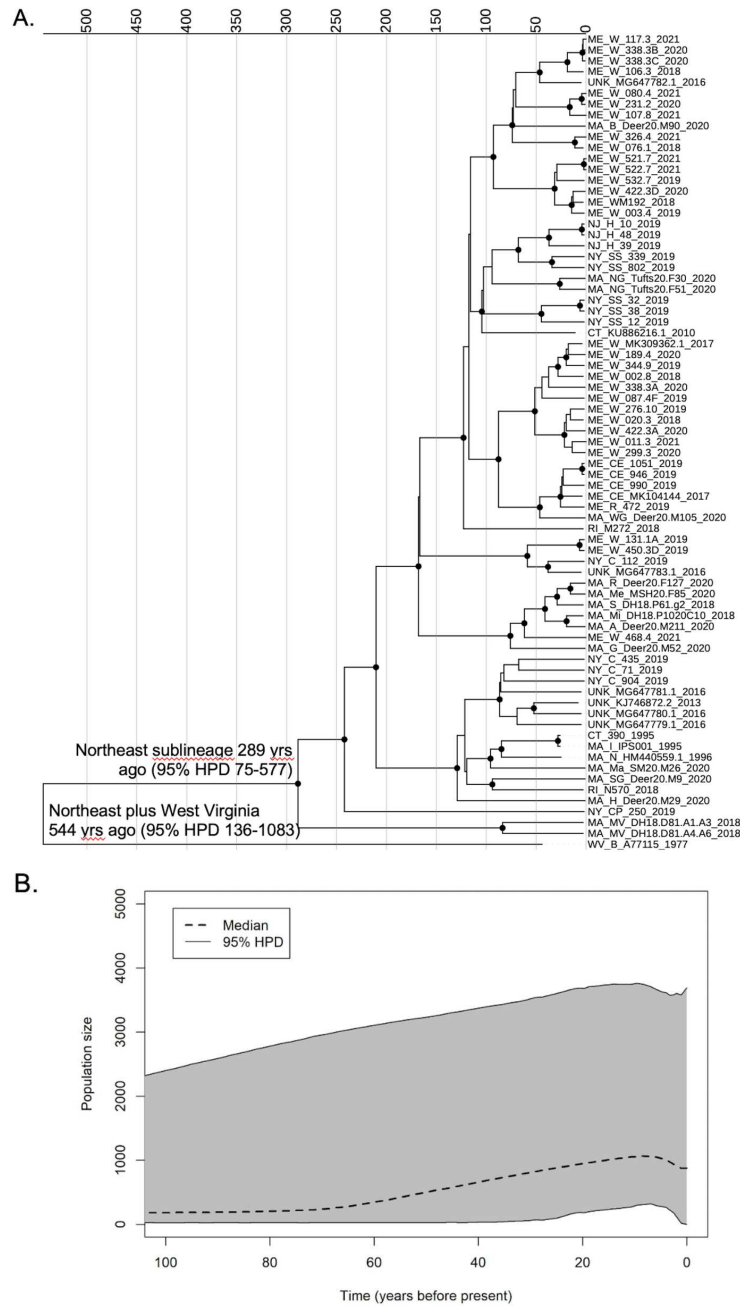 A.
500 450 400 350 300 250 200 150 100 50 0
ME_W_117.3_2021
ME_W_338.3B_2020
ME_W_338.3C_2020
ME_W_106.3_2018
UNK_MG647782.1_2016
ME_W_080.4_2021
ME_W_231.2_2020
ME_W_107.8_2021
MA_B_Deer20.M90_2020
ME_W_326.4_2021
ME_W_076.1_2018
ME_W_521.7_2021
ME_W_522.7_2021
ME_W_532.7_2019
ME_W_422.3D_2020
ME_WM192_2018
ME_W_003.4_2019
NJ_H_10_2019
NJ_H_48_2019
NJ_H_39_2019
NY_SS_339_2019
NY_SS_802_2019
MA_NG_Tufts20.F30_2020
MA_NG_Tufts20.F51_2020
NY_SS_32_2019
NY_SS_38_2019
NY_SS_12_2019
CT_KU886216.1_2010
ME_W_MK309362.1_2017
ME_W_189.4_2020
ME_W_344.9_2019
ME_W_002.8_2018
ME_W_338.3A_2020
ME_W_087.4F_2019
ME_W_276.10_2019
ME_W_020.3_2018
ME_W_422.3A_2020
ME_W_011.3_2021
ME_W_299.3_2020
ME_CE_1051_2019
ME_CE_946_2019
ME_CE_990_2019
ME_CE_MK104144_2017
ME_R_472_2019
MA_WG_Deer20.M105_2020
RI_M272_2018
ME_W_131.1A_2019
ME_W_450.3D_2019
NY_C_112_2019
UNK_MG647783.1_2016
MA_R_Deer20.F127_2020
MA_Me_MSH20.F85_2020
MA_S_DH18.P61.g2_2018
MA_Mi_DH18.P1020C10_2018
MA_A_Deer20.M211_2020
ME_W_468.4_2021
MA_G_Deer20.M52_2020
NY_C_435_2019
NY_C_71_2019
NY_C_904_2019
UNK_MG647781.1_2016
UNK_KJ746872.2_2013
UNK_MG647780.1_2016
UNK_MG647779.1_2016
CT_390_1995
MA_I_IPS001_1995
MA_N_HM440559.1_1996
MA_Ma_SM20.M26_2020
MA_SG_Deer20.M9_2020
RI_N570_2018
MA_H_Deer20.M29_2020
NY_CP_250_2019
MA_MV_DH18.D81.A1.A3_2018
MA_MV_DH18.D81.A4.A6_2018
WV_B_A77115_1977
Northeast sublineage 289 yrs
ago (95% HPD 75-577)
Northeast plus West Virginia
544 yrs ago (95% HPD 136-1083)
B.
Median
95% HPD
Population size
5000
4000
3000
2000
1000
0
100 80 60 40 20 0
Time (years before present)